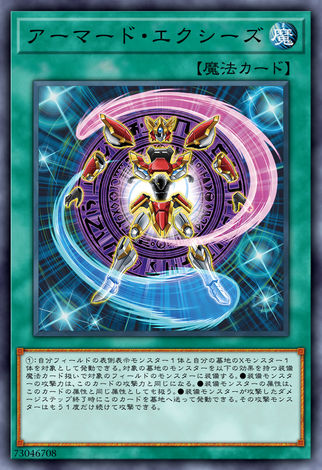 アーマード・エクシーズ
魔
【魔法カード】
①：自分フィールドの表側表示モンスター１体と自分の墓地のXモンスター１
体を対象として発動できる。対象の墓地のモンスターを以下の効果を持つ装備
魔法カード扱いで対象のフィールドのモンスターに装備する。●装備モンスタ
ーの攻撃力は、このカードの攻撃力と同じになる。●装備モンスターの属性は、
このカードの属性と同じ属性としても扱う。●装備モンスターが攻撃したダメ
ージステップ終了時にこのカードを墓地へ送って発動できる。その攻撃モンス
ターはもう１度だけ続けて攻撃できる。
73046708